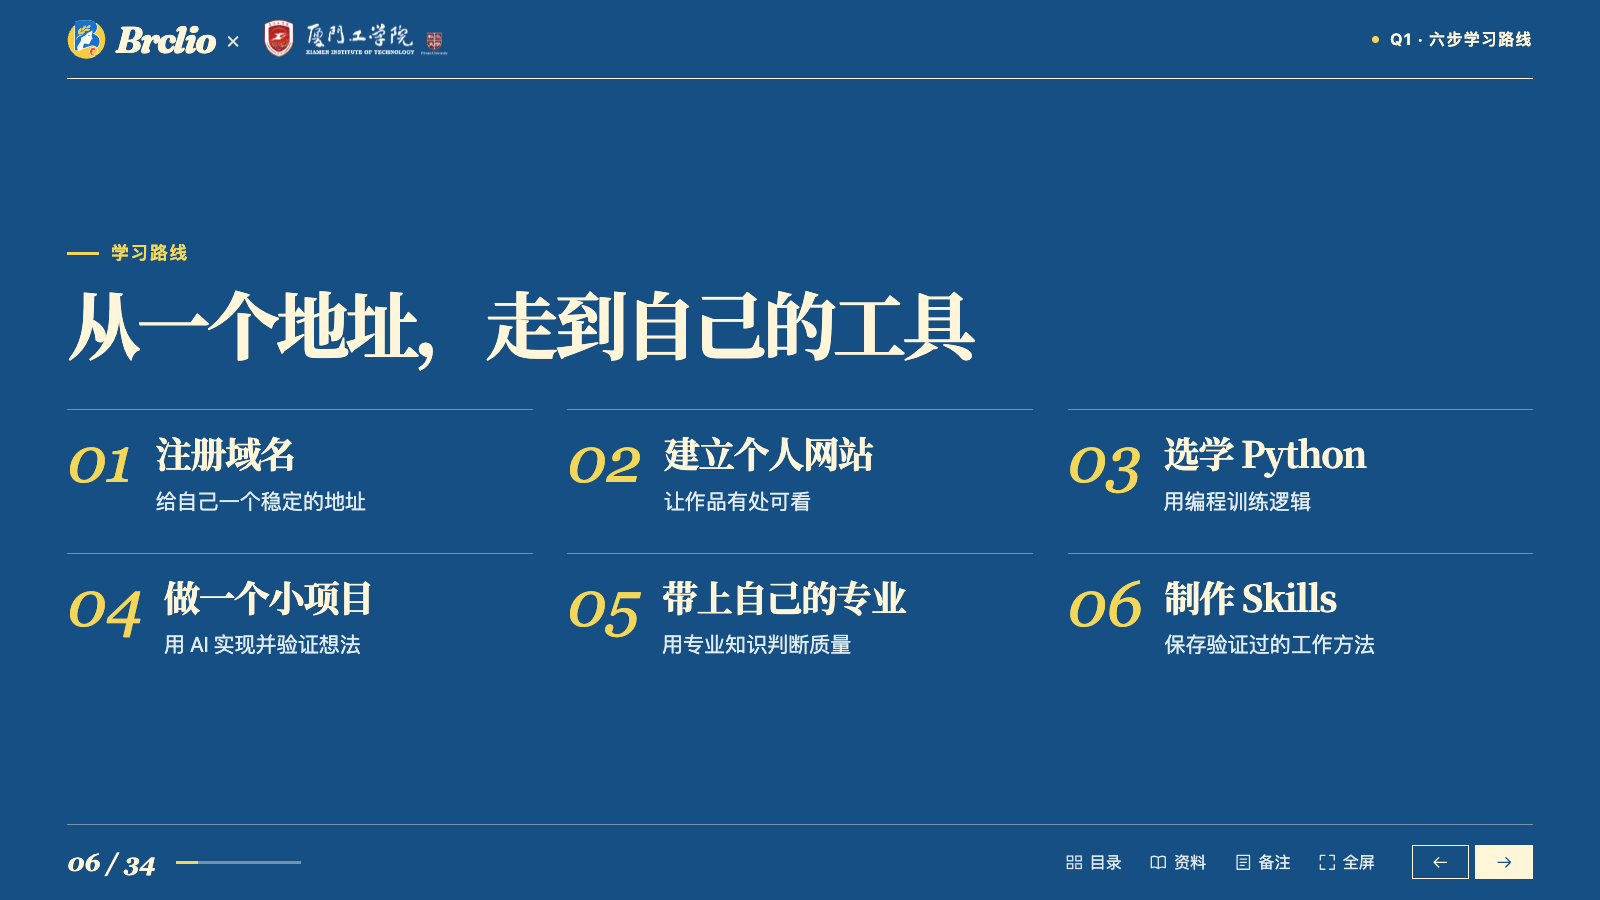 Brclio × 厦门工学院
XIAMEN INSTITUTE OF TECHNOLOGY
Q1 · 六步学习路线
学习路线
从一个地址，走到自己的工具
01 注册域名
给自己一个稳定的地址
02 建立个人网站
让作品有处可看
03 选学 Python
用编程训练逻辑
04 做一个小项目
用 AI 实现并验证想法
05 带上自己的专业
用专业知识判断质量
06 制作 Skills
保存验证过的工作方法
06 / 34
目录 资料 备注 全屏 ← →